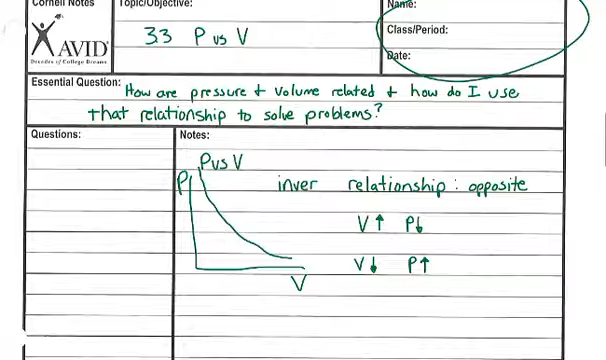 Cornell Notes
Topic/Objective:
Name:
33 P vs V
Class/Period:
AVID
Decades of College Dreams
Date:
Essential Question: How are pressure + volume related + how do I use
that relationship to solve problems?
Questions:
Notes:
P vs V
P
inver relationship: opposite
V↑ P↓
V↓ P↑
V